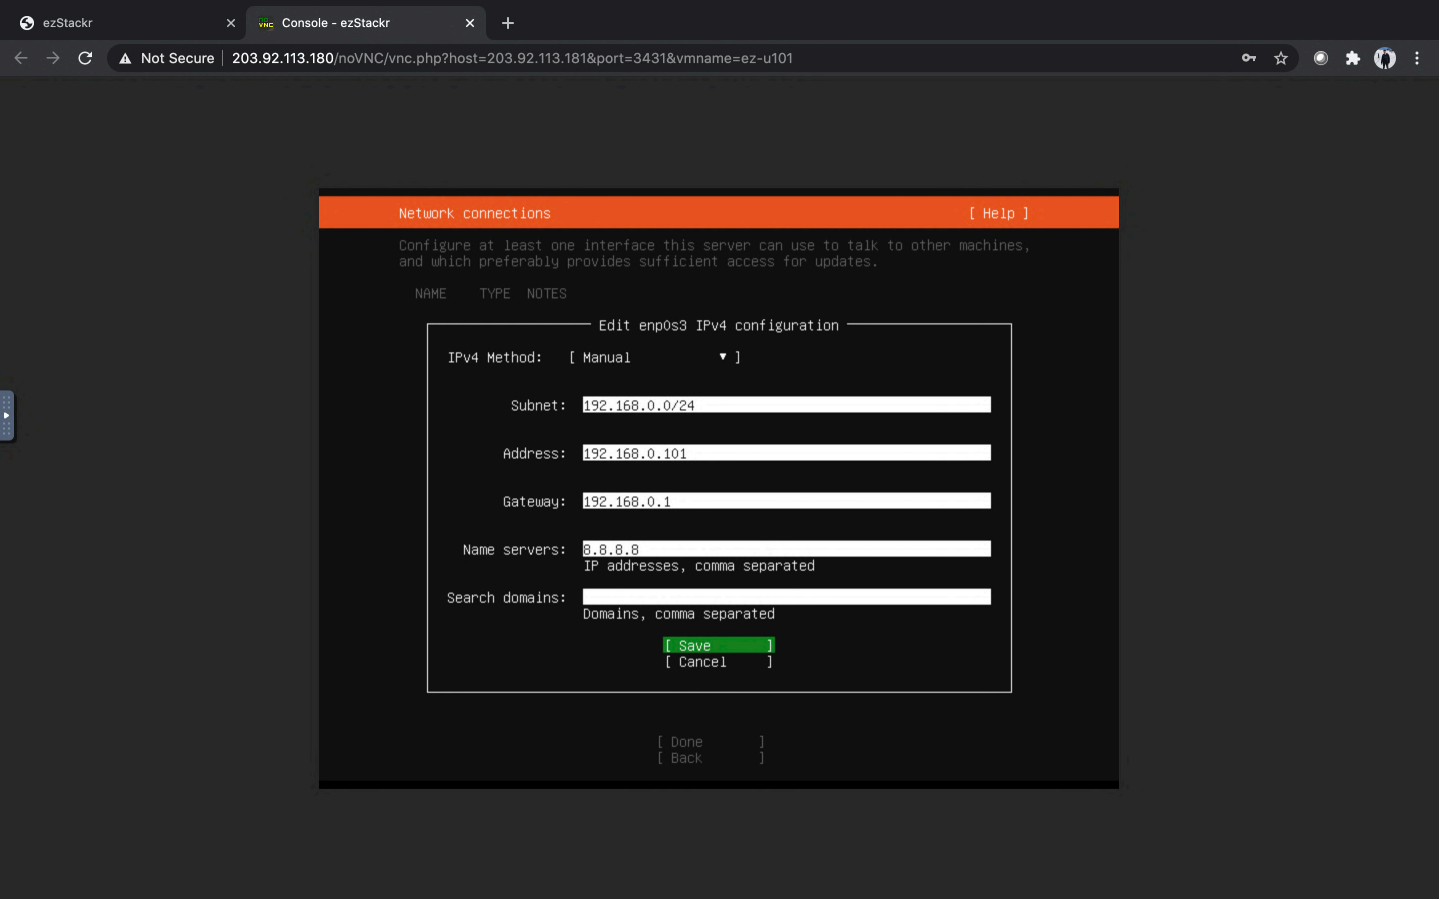 ezStackr
Console - ezStackr
Not Secure
203.92.113.180/noVNC/vnc.php?host=203.92.113.181&port=3431&vmname=ez-u101
Network connections [ Help ]
Configure at least one interface this server can use to talk to other machines,
and which preferably provides sufficient access for updates.
NAME TYPE NOTES
Edit enp0s3 IPv4 configuration
IPv4 Method: [ Manual ▾ ]
Subnet: 192.168.0.0/24
Address: 192.168.0.101
Gateway: 192.168.0.1
Name servers: 8.8.8.8
IP addresses, comma separated
Search domains:
Domains, comma separated
[ Save ]
[ Cancel ]
[ Done ]
[ Back ]